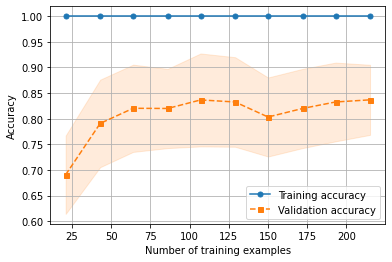 1.00
0.95
0.90
0.85
0.80
0.75
0.70
0.65
0.60
Accuracy
Training accuracy
Validation accuracy
25 50 75 100 125 150 175 200
Number of training examples